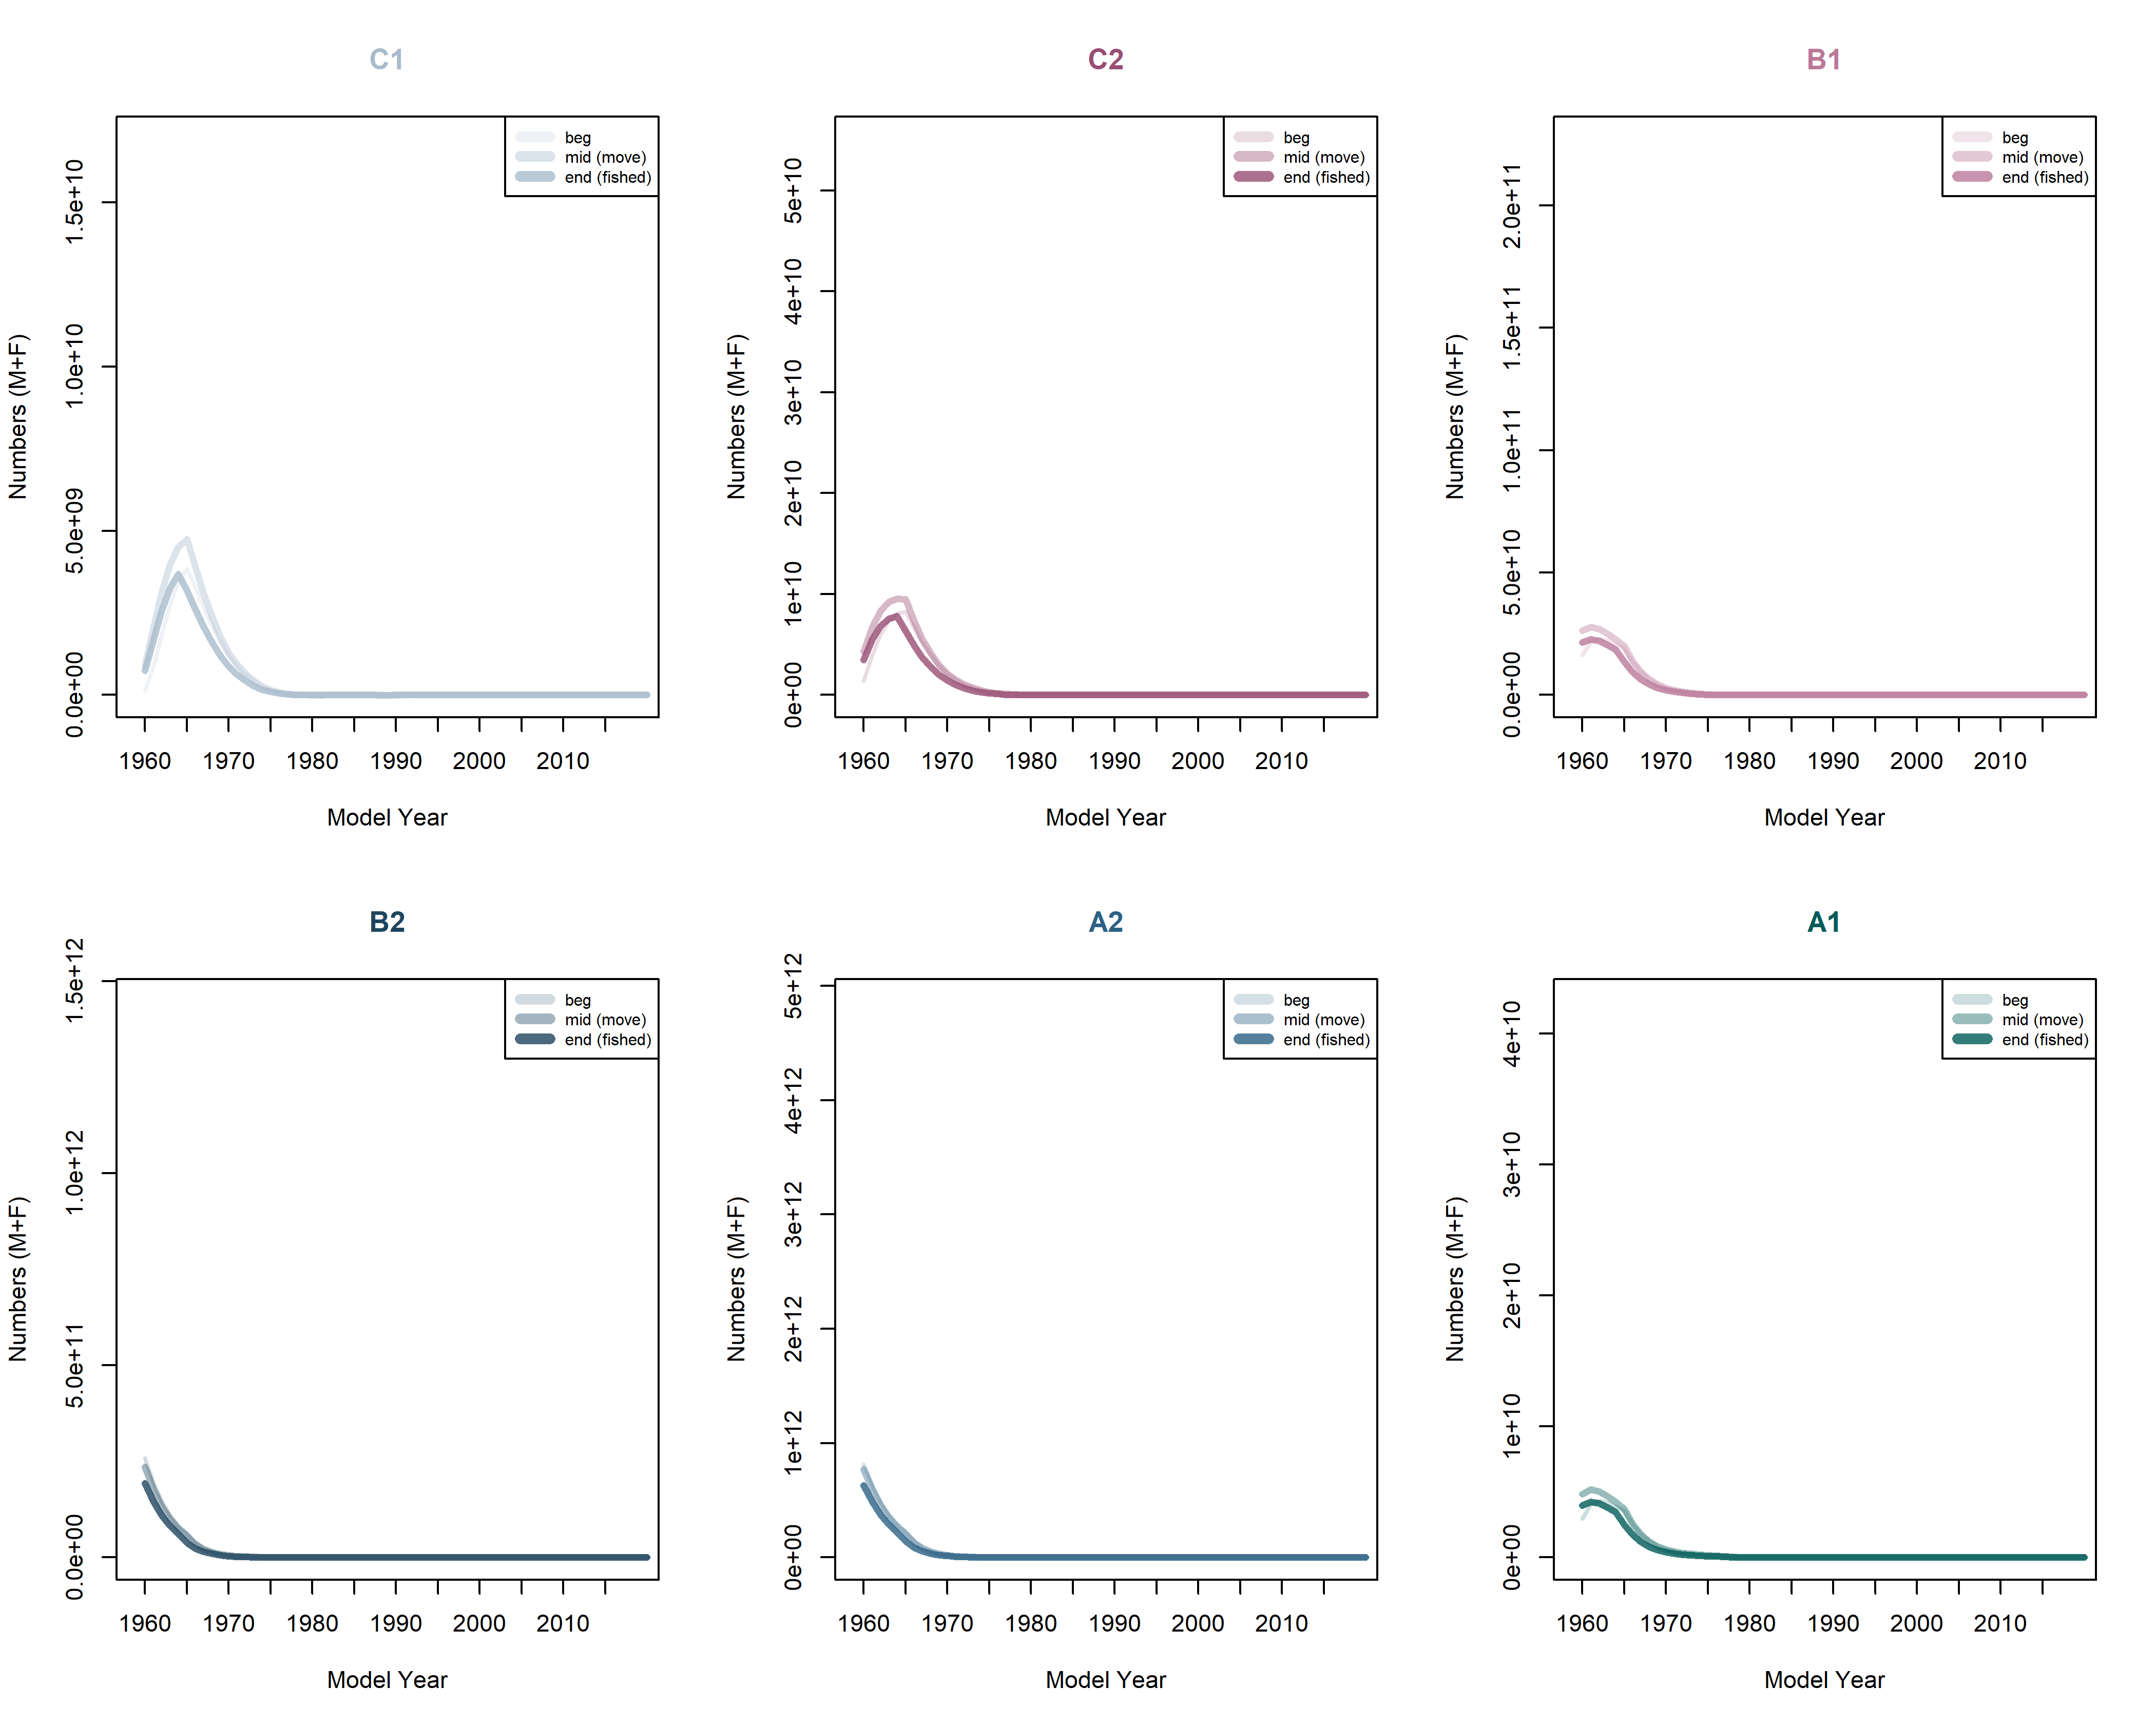 C1
beg
mid (move)
end (fished)
Numbers (M+F)
0.0e+00 5.0e+09 1.0e+10 1.5e+10
1960 1970 1980 1990 2000 2010
Model Year
C2
beg
mid (move)
end (fished)
Numbers (M+F)
0e+00 1e+10 2e+10 3e+10 4e+10 5e+10
1960 1970 1980 1990 2000 2010
Model Year
B1
beg
mid (move)
end (fished)
Numbers (M+F)
0.0e+00 5.0e+10 1.0e+11 1.5e+11 2.0e+11
1960 1970 1980 1990 2000 2010
Model Year
B2
beg
mid (move)
end (fished)
Numbers (M+F)
0.0e+00 5.0e+11 1.0e+12 1.5e+12
1960 1970 1980 1990 2000 2010
Model Year
A2
beg
mid (move)
end (fished)
Numbers (M+F)
0e+00 1e+12 2e+12 3e+12 4e+12 5e+12
1960 1970 1980 1990 2000 2010
Model Year
A1
beg
mid (move)
end (fished)
Numbers (M+F)
0e+00 1e+10 2e+10 3e+10 4e+10
1960 1970 1980 1990 2000 2010
Model Year